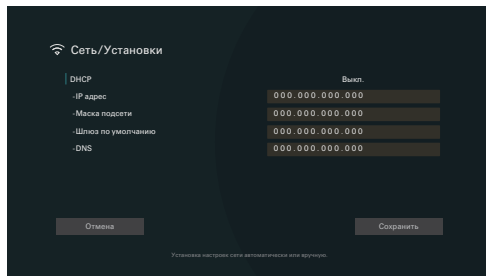 Сеть/Установки
DHCP Выкл.
-IP адрес 000.000.000.000
-Маска подсети 000.000.000.000
-Шлюз по умолчанию 000.000.000.000
-DNS 000.000.000.000
Отмена Сохранить
Установка настроек сети автоматически или вручную.